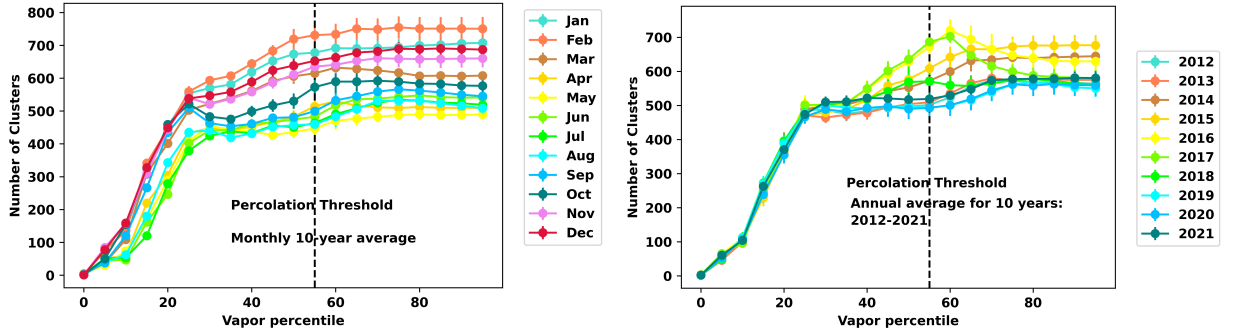 800
700
600
500
400
300
200
100
0
Number of Clusters
0
20
40
60
80
Vapor percentile
Percolation Threshold
Monthly 10-year average
Jan
Feb
Mar
Apr
May
Jun
Jul
Aug
Sep
Oct
Nov
Dec
700
600
500
400
300
200
100
0
Number of Clusters
0
20
40
60
80
Vapor percentile
Percolation Threshold
Annual average for 10 years:
2012-2021
2012
2013
2014
2015
2016
2017
2018
2019
2020
2021